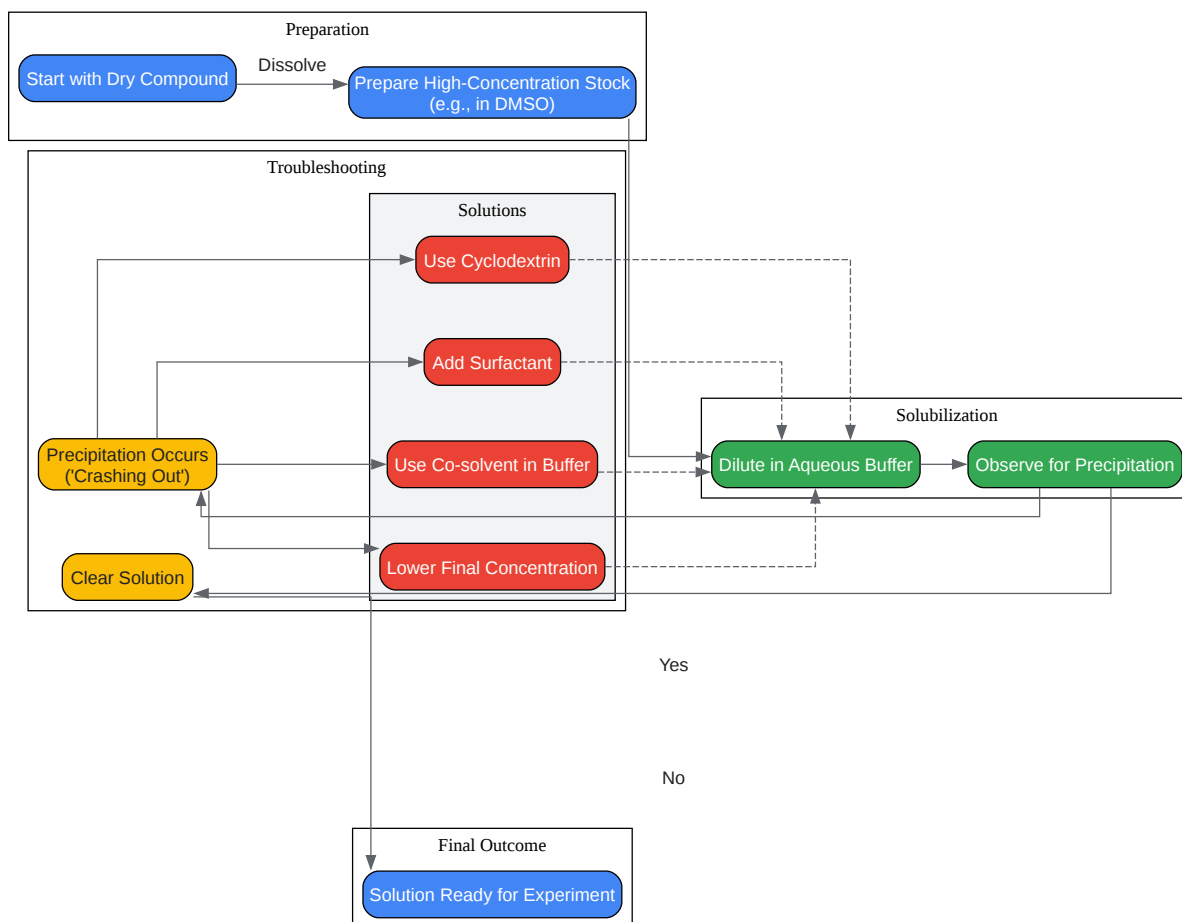 Preparation
Start with Dry Compound
Dissolve
Prepare High-Concentration Stock
(e.g., in DMSO)
Troubleshooting
Solutions
Use Cyclodextrin
Add Surfactant
Use Co-solvent in Buffer
Lower Final Concentration
Precipitation Occurs
('Crashing Out')
Clear Solution
Solubilization
Dilute in Aqueous Buffer
Observe for Precipitation
Yes
No
Final Outcome
Solution Ready for Experiment